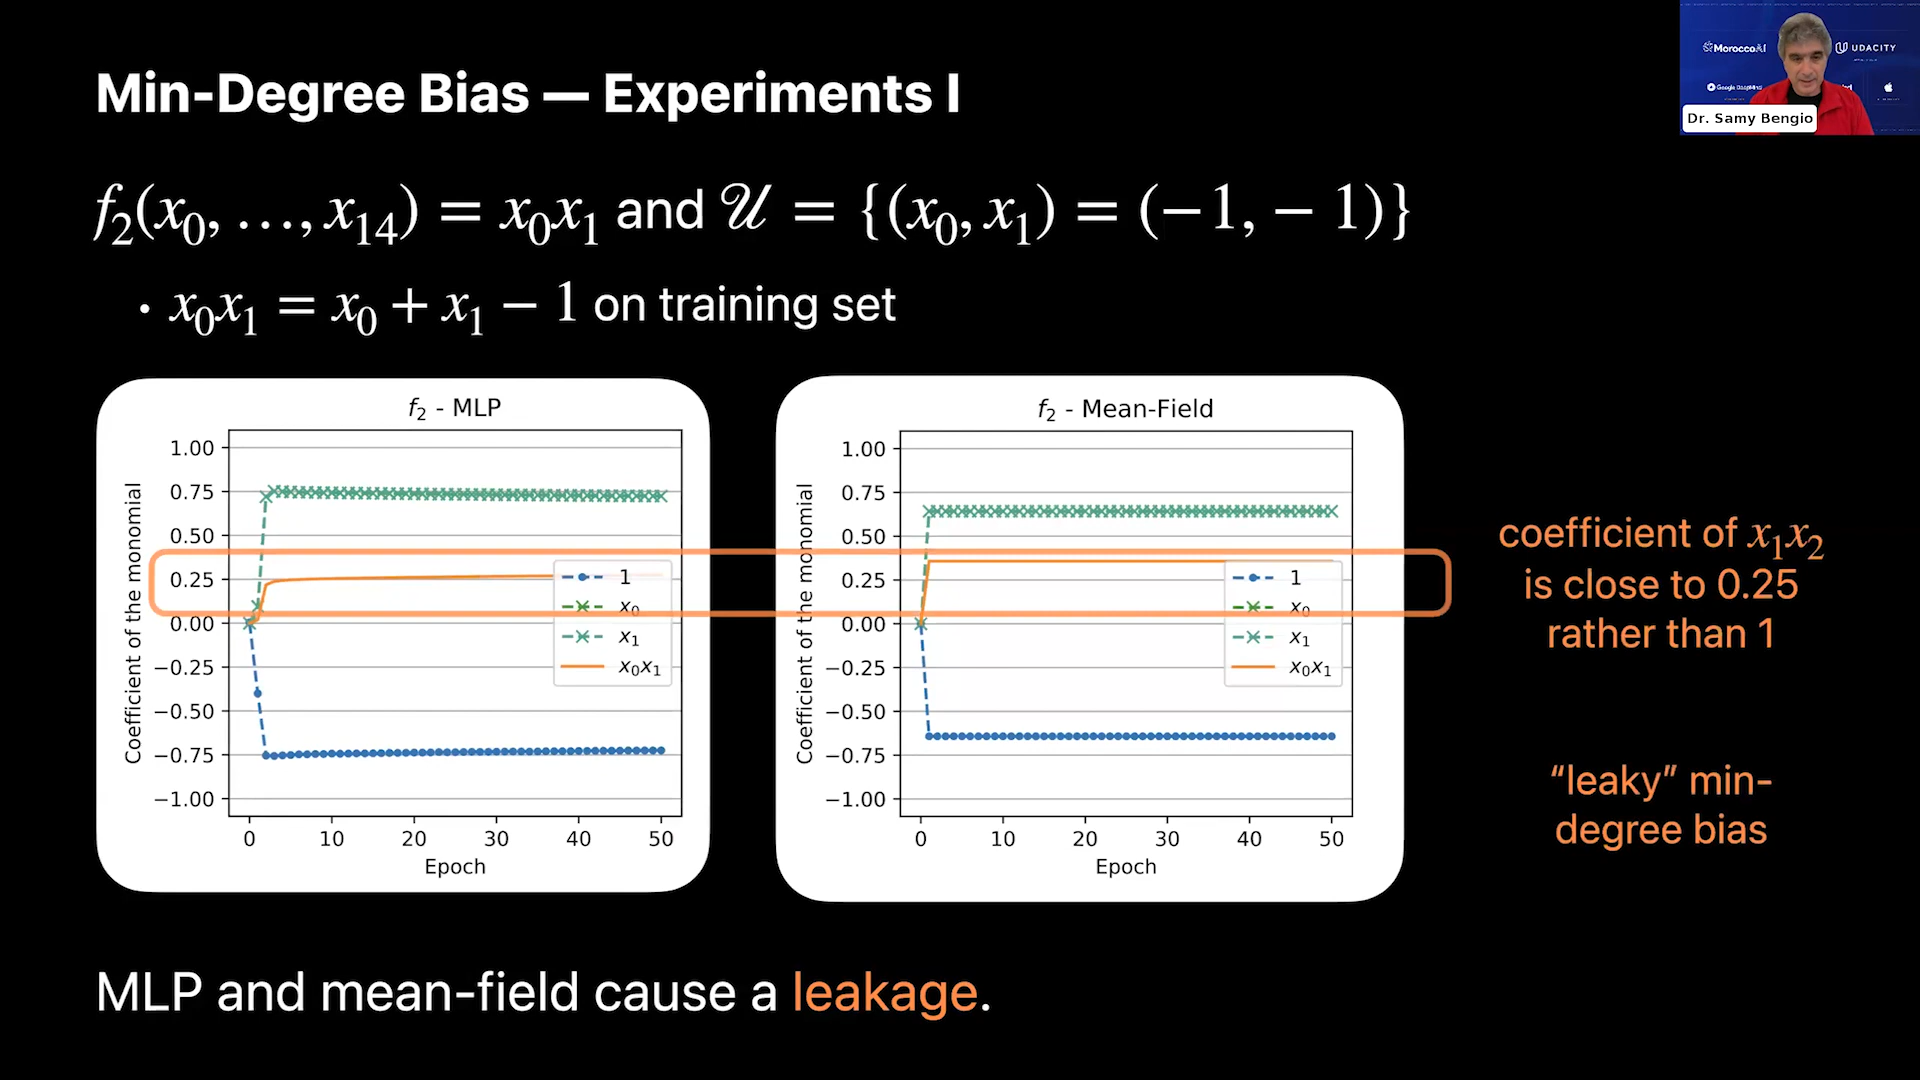 Min-Degree Bias — Experiments I
MoroccoAI
UDACITY
Google DeepMind
Dr. Samy Bengio
f₂(x₀, …, x₁₄) = x₀x₁ and 𝒰 = {(x₀, x₁) = (−1, − 1)}
• x₀x₁ = x₀ + x₁ − 1 on training set
f₂ - MLP
Coefficient of the monomial
1.00
0.75
0.50
0.25
0.00
−0.25
−0.50
−0.75
−1.00
1
x₀
x₁
x₀x₁
0 10 20 30 40 50
Epoch
f₂ - Mean-Field
Coefficient of the monomial
1.00
0.75
0.50
0.25
0.00
−0.25
−0.50
−0.75
−1.00
1
x₀
x₁
x₀x₁
0 10 20 30 40 50
Epoch
coefficient of x₁x₂
is close to 0.25
rather than 1
“leaky” min-
degree bias
MLP and mean-field cause a leakage.